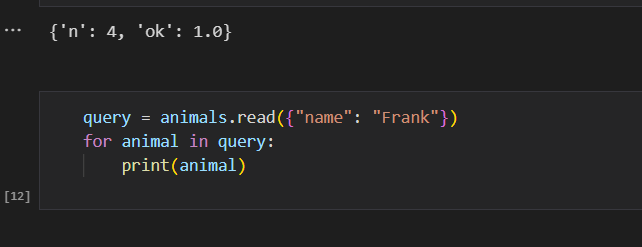 ... {'n': 4, 'ok': 1.0}
query = animals.read({"name": "Frank"})
for animal in query:
    print(animal)
[12]